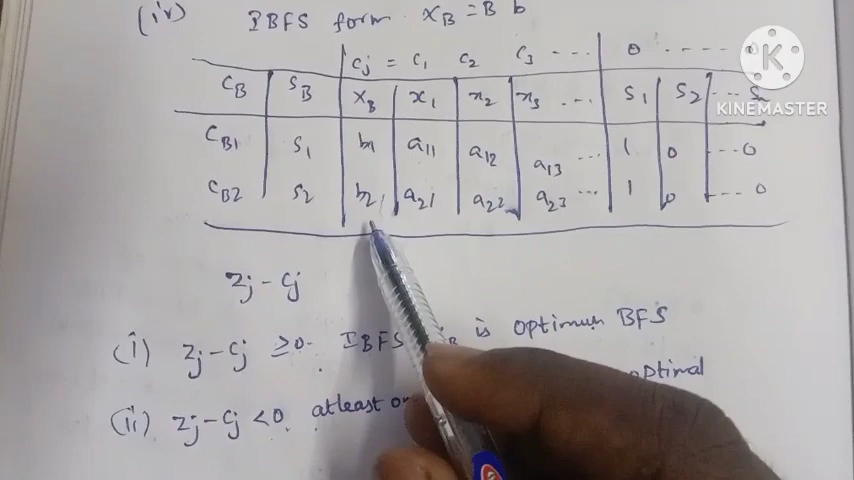 (iv) IBFS form X_B = B b
Cj = C1 C2 C3 ---- 0 ---- 0
KINEMASTER
CB SB XB x1 x2 x3 ... S1 S2 ...
CB1 S1 b1 a11 a12 a13 ... 1 0 ---0
CB2 S2 b2 a21 a22 a23 ... 1 0 ---0
Zj - Cj
(i) Zj - Cj ≥0. IBFS is optimum BFS
(ii) Zj - Cj <0. atleast optimal